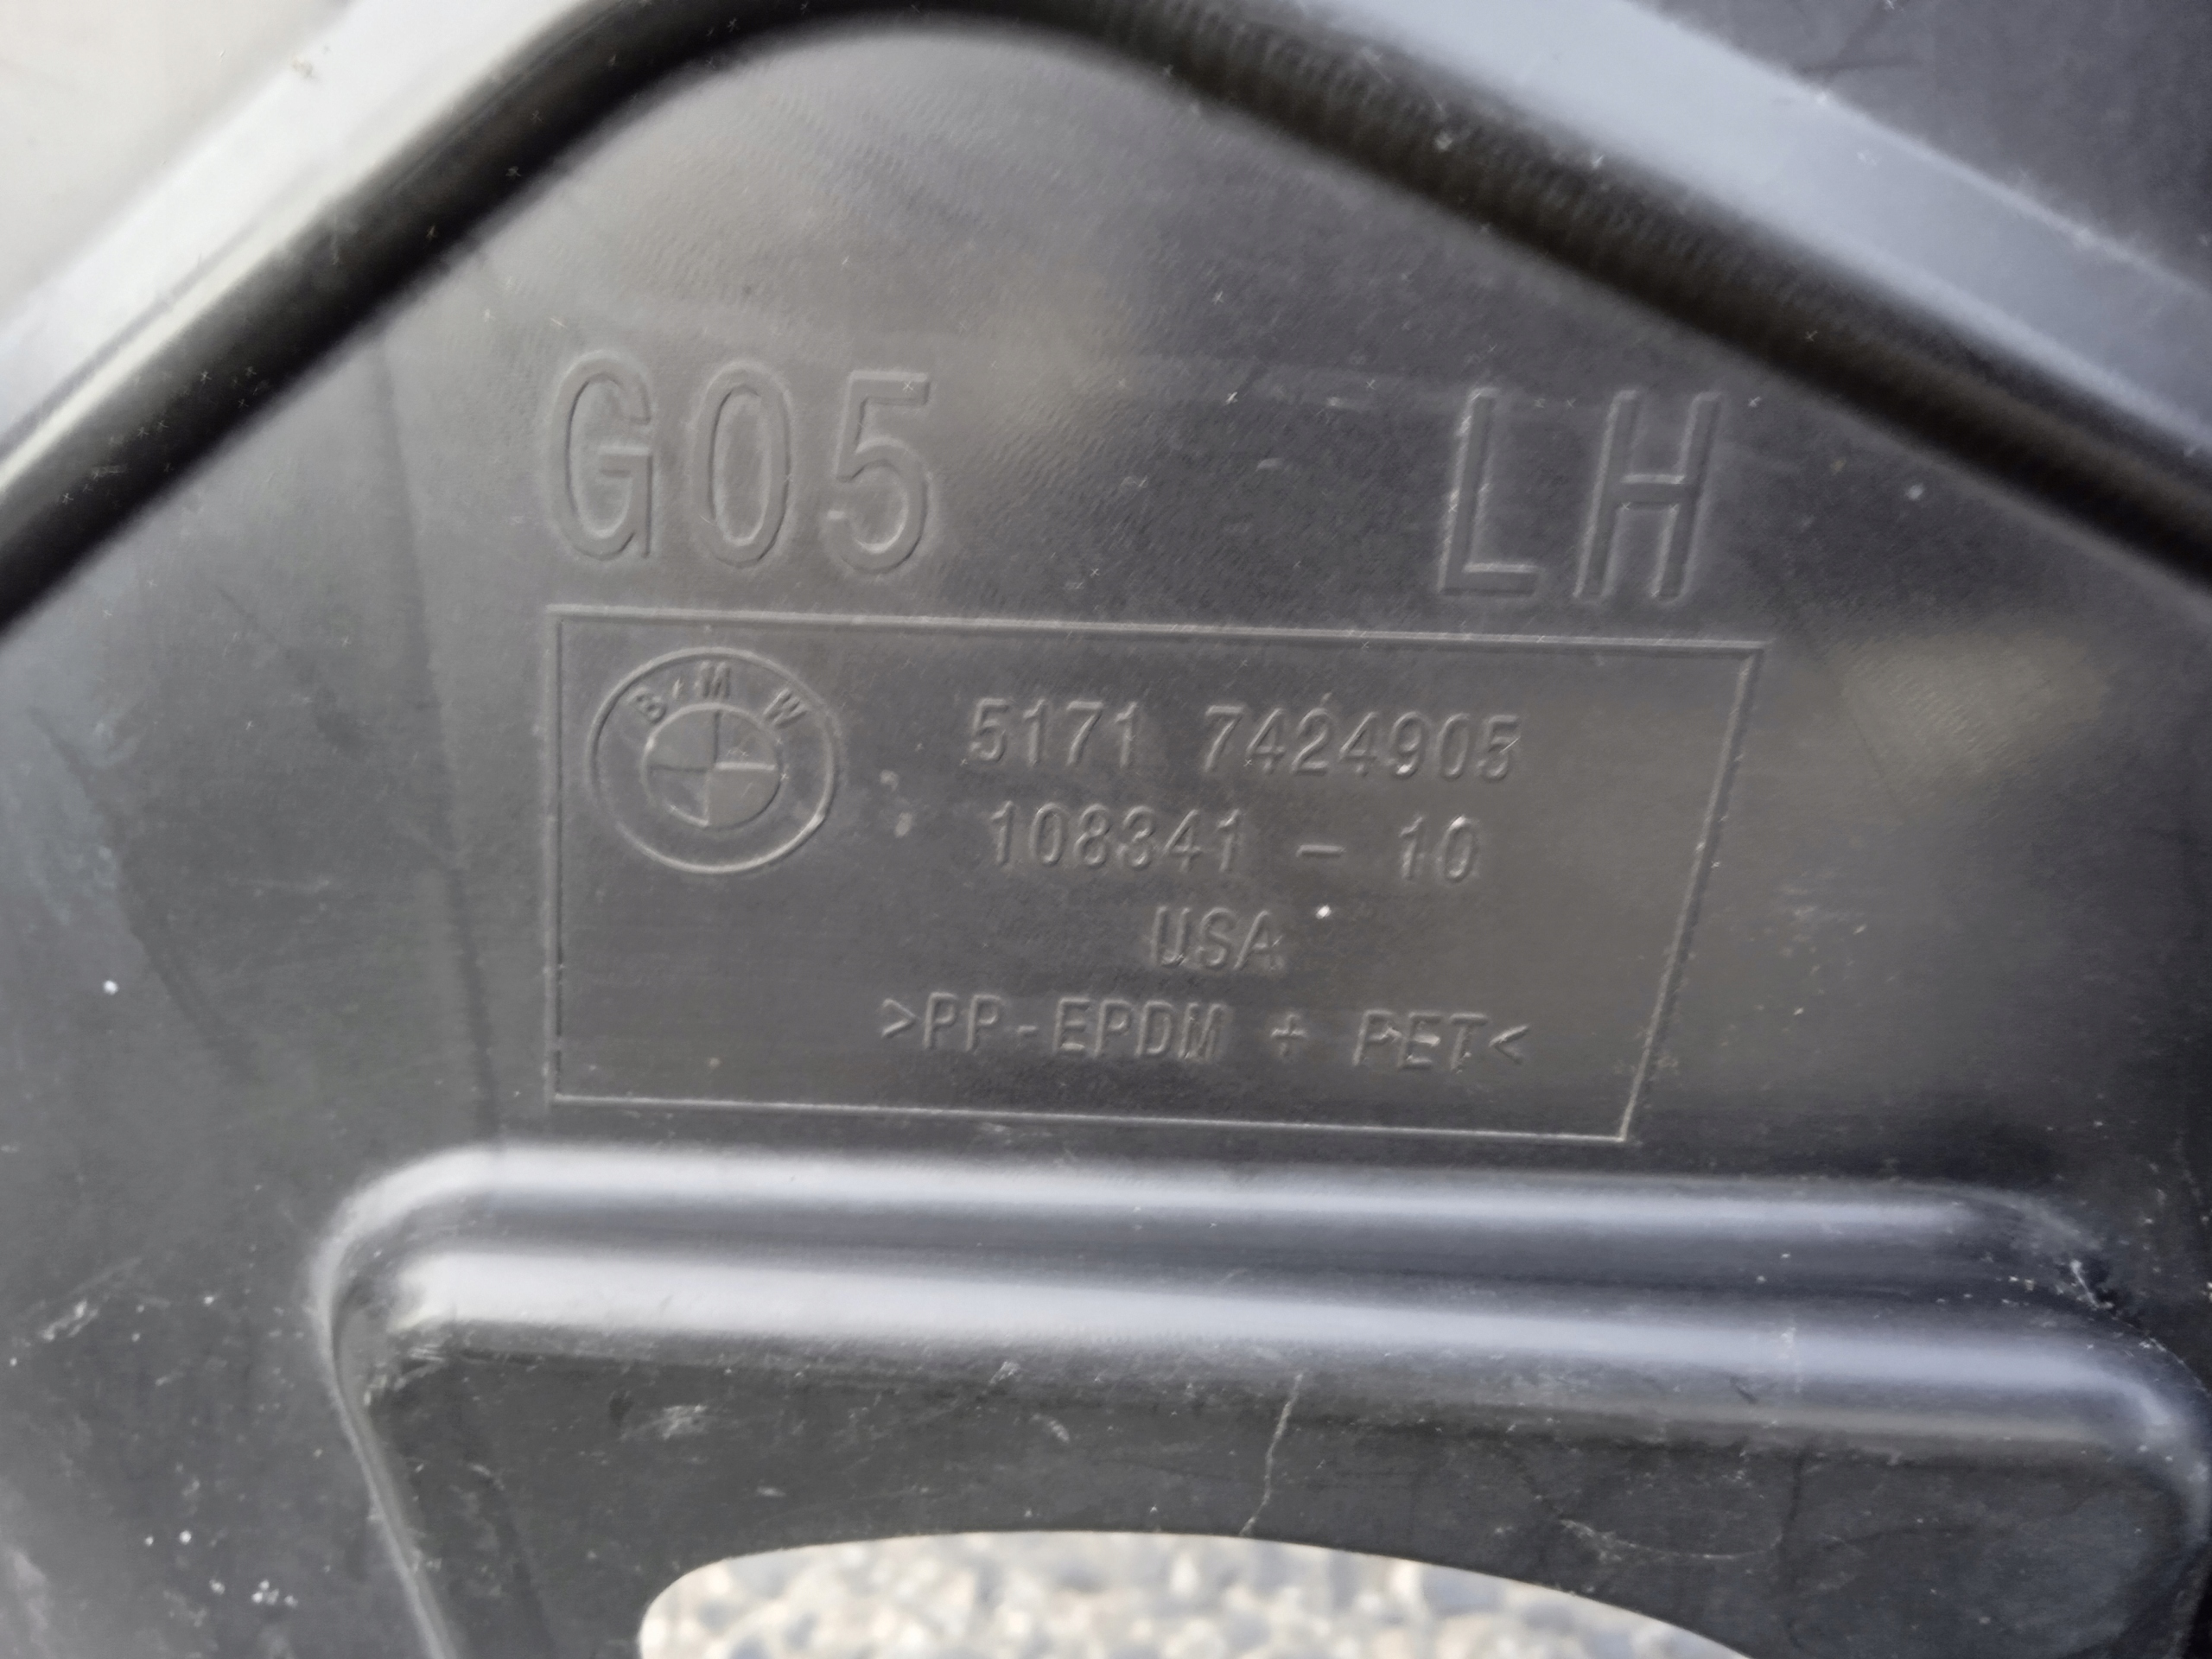 G05 LH
BMW
5171 7424905
108341 - 10
USA
>PP-EPDM + PET<